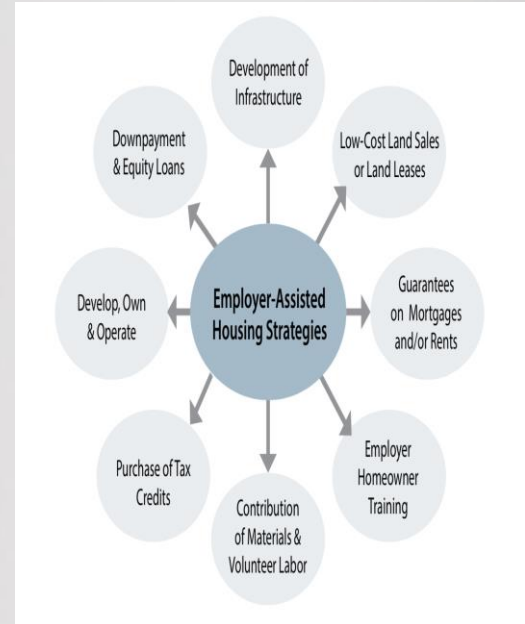 Development of
Infrastructure
Low-Cost Land Sales
or Land Leases
Guarantees
on Mortgages
and/or Rents
Employer
Homeowner
Training
Contribution
of Materials &
Volunteer Labor
Purchase of Tax
Credits
Develop, Own
& Operate
Downpayment
& Equity Loans
Employer-Assisted
Housing Strategies